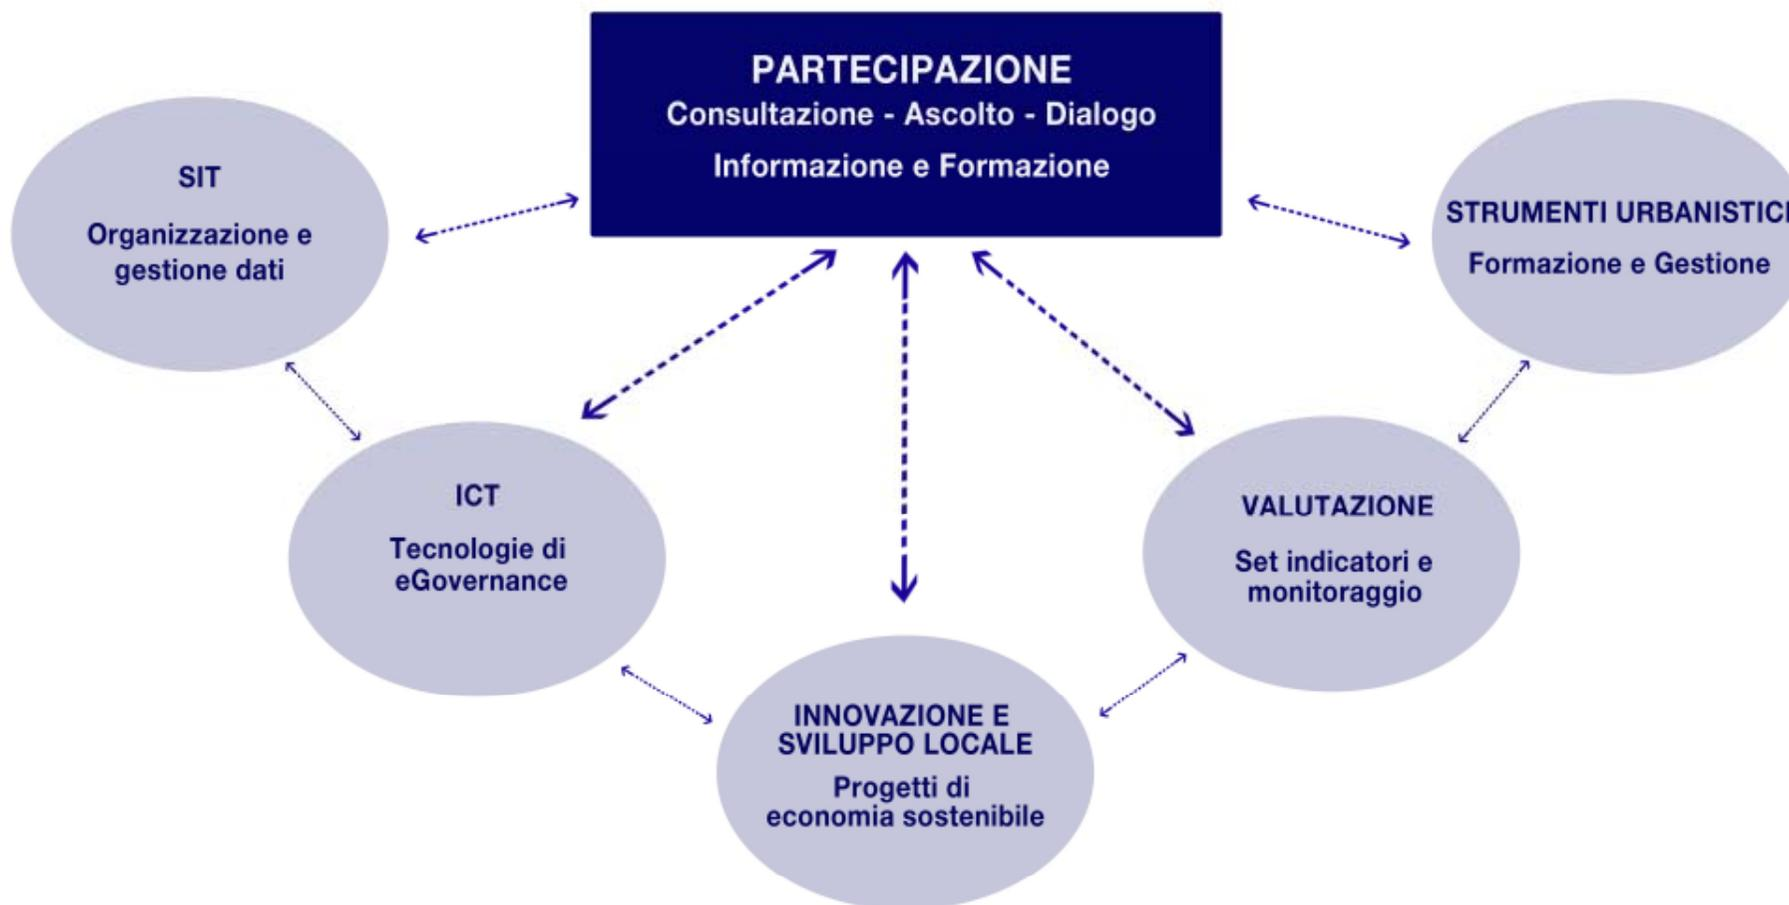 PARTECIPAZIONE
Consultazione - Ascolto - Dialogo
Informazione e Formazione
SIT
Organizzazione e
gestione dati
STRUMENTI URBANISTICI
Formazione e Gestione
ICT
Tecnologie di
eGovernance
VALUTAZIONE
Set indicatori e
monitoraggio
INNOVAZIONE E
SVILUPPO LOCALE
Progetti di
economia sostenibile